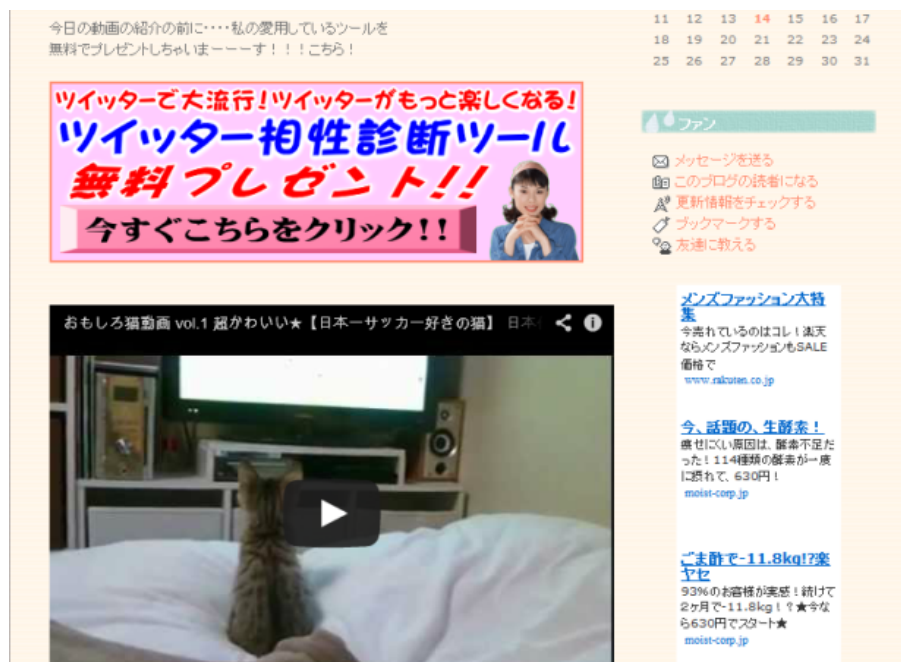 今日の動画の紹介の前に・・・・私の愛用しているツールを
無料でプレゼントしちゃいまーーーす！！！こちら！
ツイッターで大流行！ツイッターがもっと楽しくなる！
ツイッター相性診断ツール
無料プレゼント！！
今すぐこちらをクリック！！
おもしろ猫動画 vol.1 超かわいい★【日本一サッカー好きの猫】 日本
11 12 13 14 15 16 17
18 19 20 21 22 23 24
25 26 27 28 29 30 31
ファン
メッセージを送る
このブログの読者になる
更新情報をチェックする
ブックマークする
友達に教える
メンズファッション大特
集
今売れているのはコレ！楽天
ならメンズファッションもSALE
価格で
www.rakuten.co.jp
今、話題の、生酵素！
痩せにくい原因は、酵素不足だ
った！114種類の酵素が一度
に摂れて、630円！
moist-corp.jp
ごま酢で-11.8kg!?楽
ヤセ
93%のお客様が実感！続けて
2ヶ月で-11.8kg！？★今な
ら630円でスタート★
moist-corp.jp